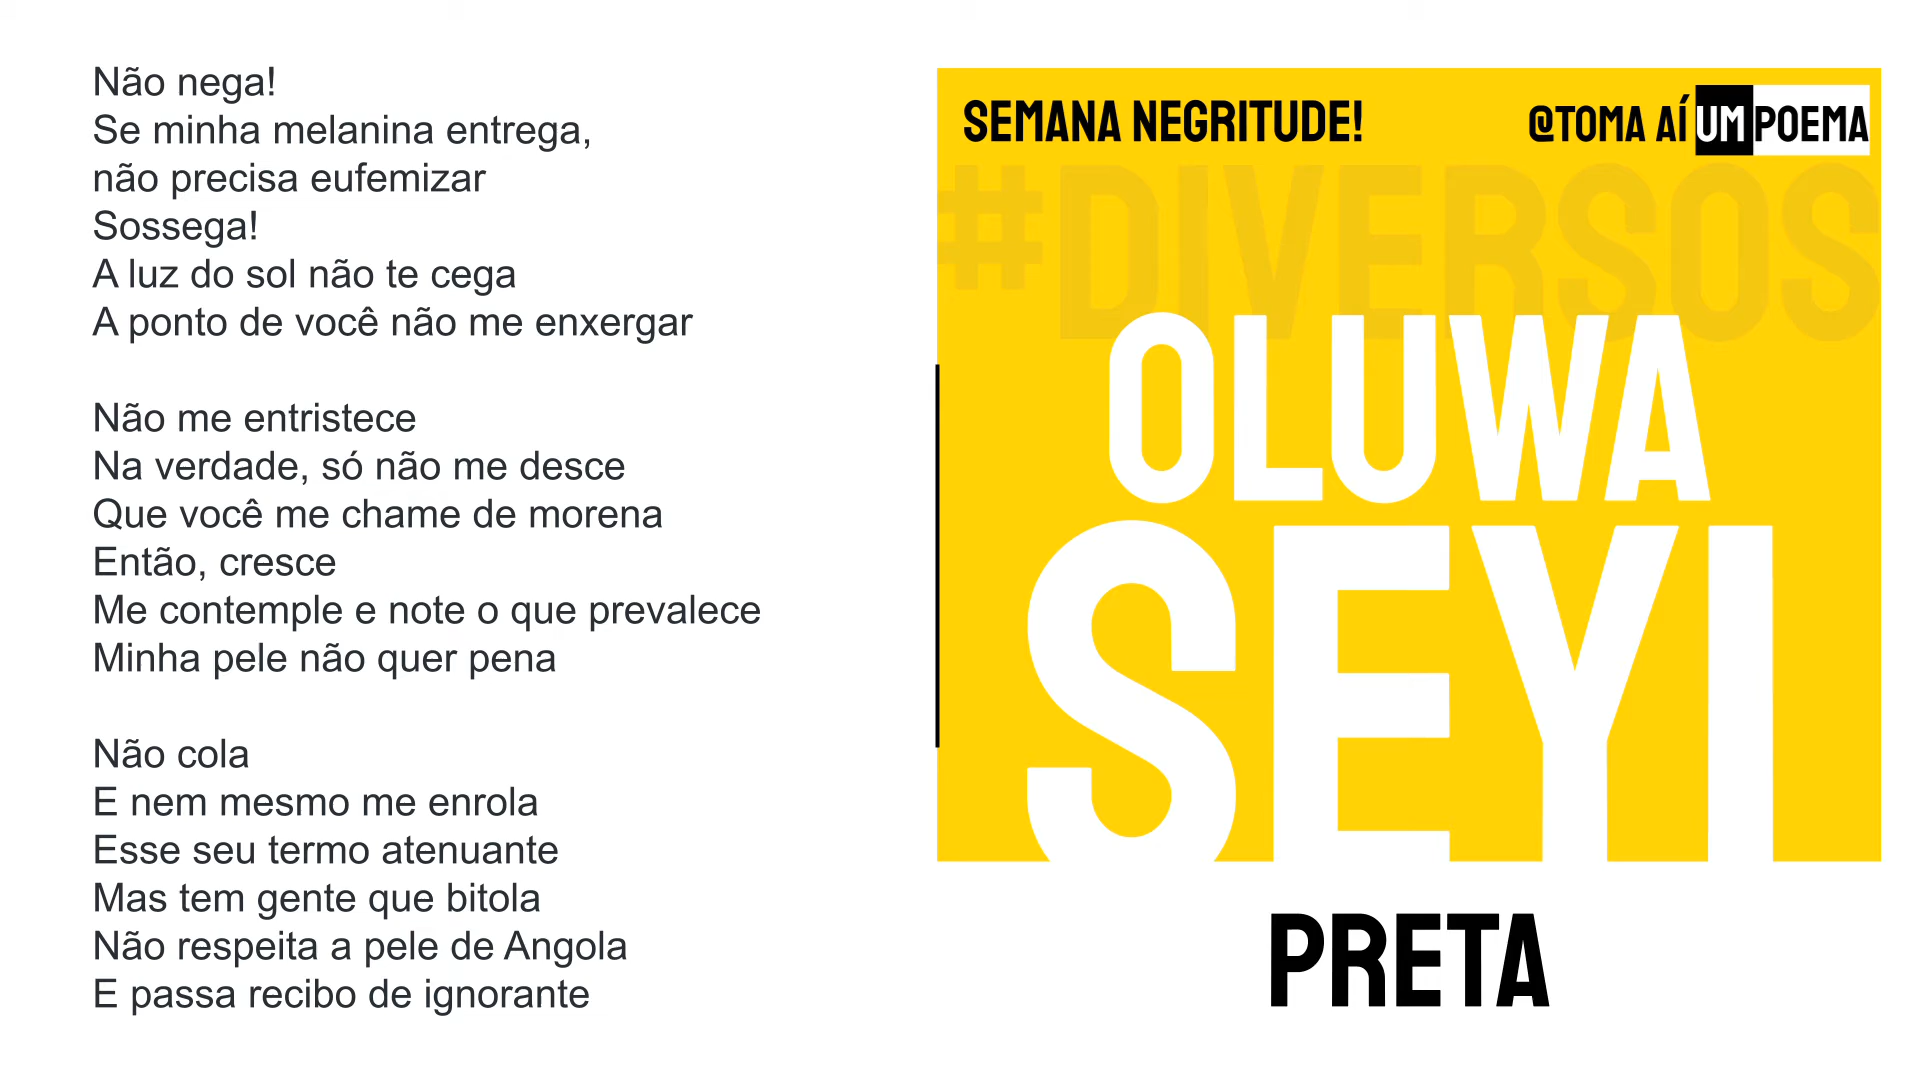 Não nega!
Se minha melanina entrega,
não precisa eufemizar
Sossega!
A luz do sol não te cega
A ponto de você não me enxergar
Não me entristece
Na verdade, só não me desce
Que você me chame de morena
Então, cresce
Me contemple e note o que prevalece
Minha pele não quer pena
Não cola
E nem mesmo me enrola
Esse seu termo atenuante
Mas tem gente que bitola
Não respeita a pele de Angola
E passa recibo de ignorante
SEMANA NEGRITUDE!
@TOMA AÍ UM POEMA
#DIVERSOS
OLUWA
SEYI
PRETA